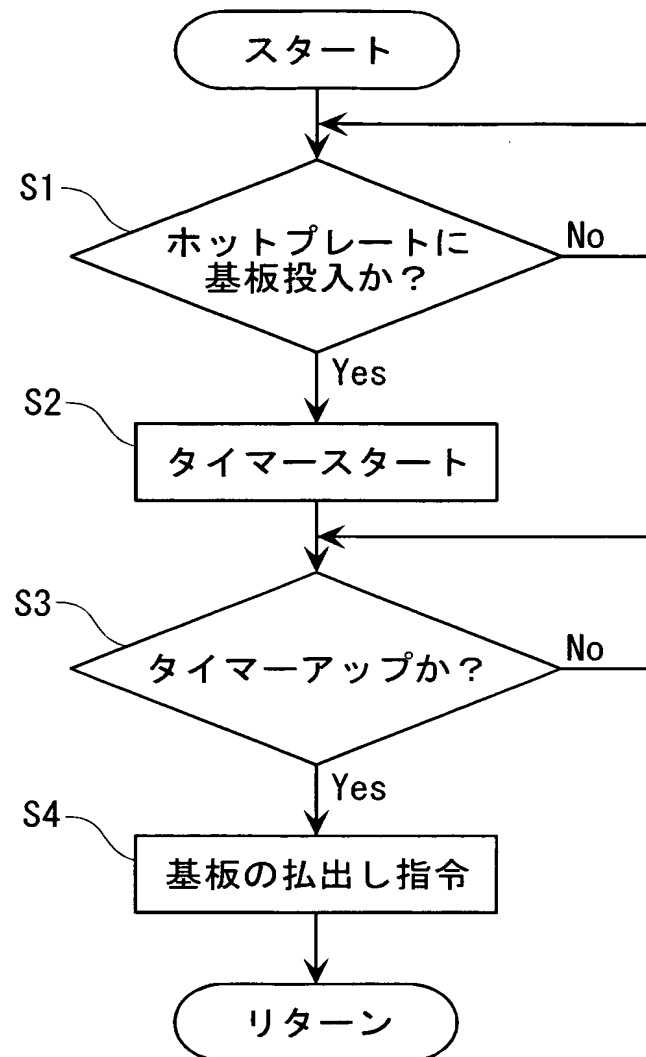 スタート
S1
ホットプレートに
基板投入か？
No
Yes
S2
タイマースタート
S3
タイマーアップか？
No
Yes
S4
基板の払出し指令
リターン